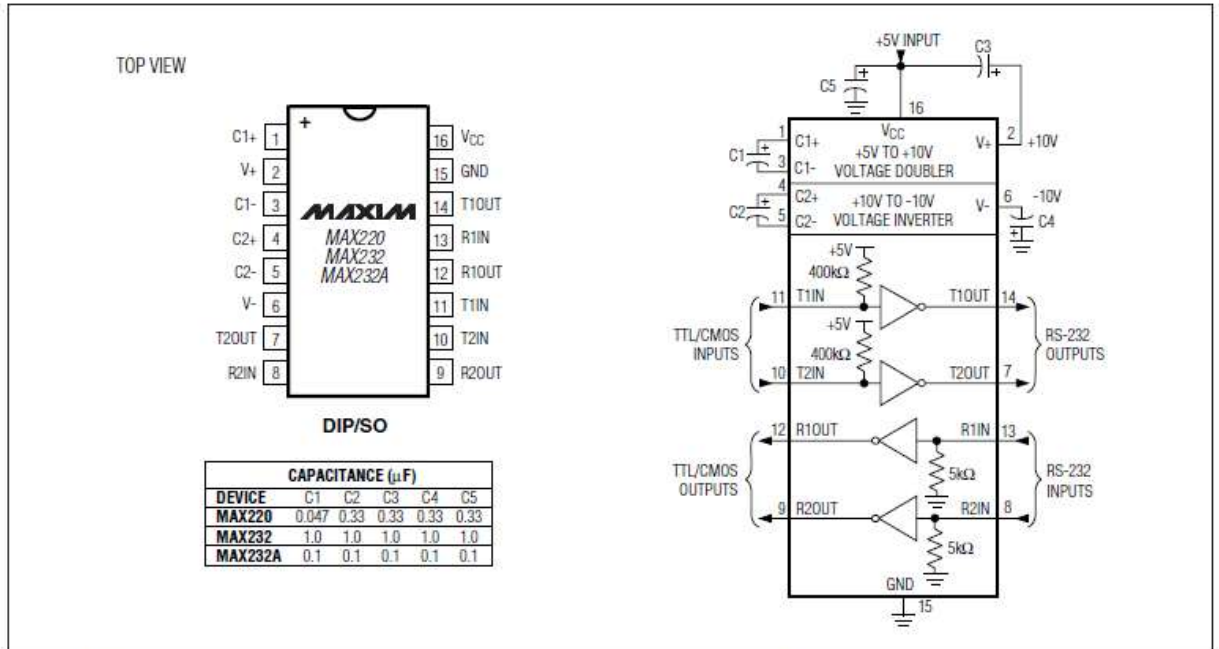 TOP VIEW
+
C1+ 1
V+ 2
C1- 3
C2+ 4
C2- 5
V- 6
T2OUT 7
R2IN 8
16 VCC
15 GND
14 T1OUT
13 R1IN
12 R1OUT
11 T1IN
10 T2IN
9 R2OUT
MAXIM
MAX220
MAX232
MAX232A
DIP/SO
CAPACITANCE (µF)
DEVICE C1 C2 C3 C4 C5
MAX220 0.047 0.33 0.33 0.33 0.33
MAX232 1.0 1.0 1.0 1.0 1.0
MAX232A 0.1 0.1 0.1 0.1 0.1
+5V INPUT
C3
+
C5
+
16
VCC
1
C1+
C1
+
3
C1-
+5V TO +10V
VOLTAGE DOUBLER
V+
2
+10V
4
C2+
C2
+
5
C2-
+10V TO -10V
VOLTAGE INVERTER
V-
6
-10V
C4
+
+5V
400kΩ
11 T1IN
T1OUT 14
+5V
400kΩ
10 T2IN
T2OUT 7
TTL/CMOS
INPUTS
RS-232
OUTPUTS
12 R1OUT
R1IN 13
5kΩ
9 R2OUT
R2IN 8
5kΩ
TTL/CMOS
OUTPUTS
RS-232
INPUTS
GND
15